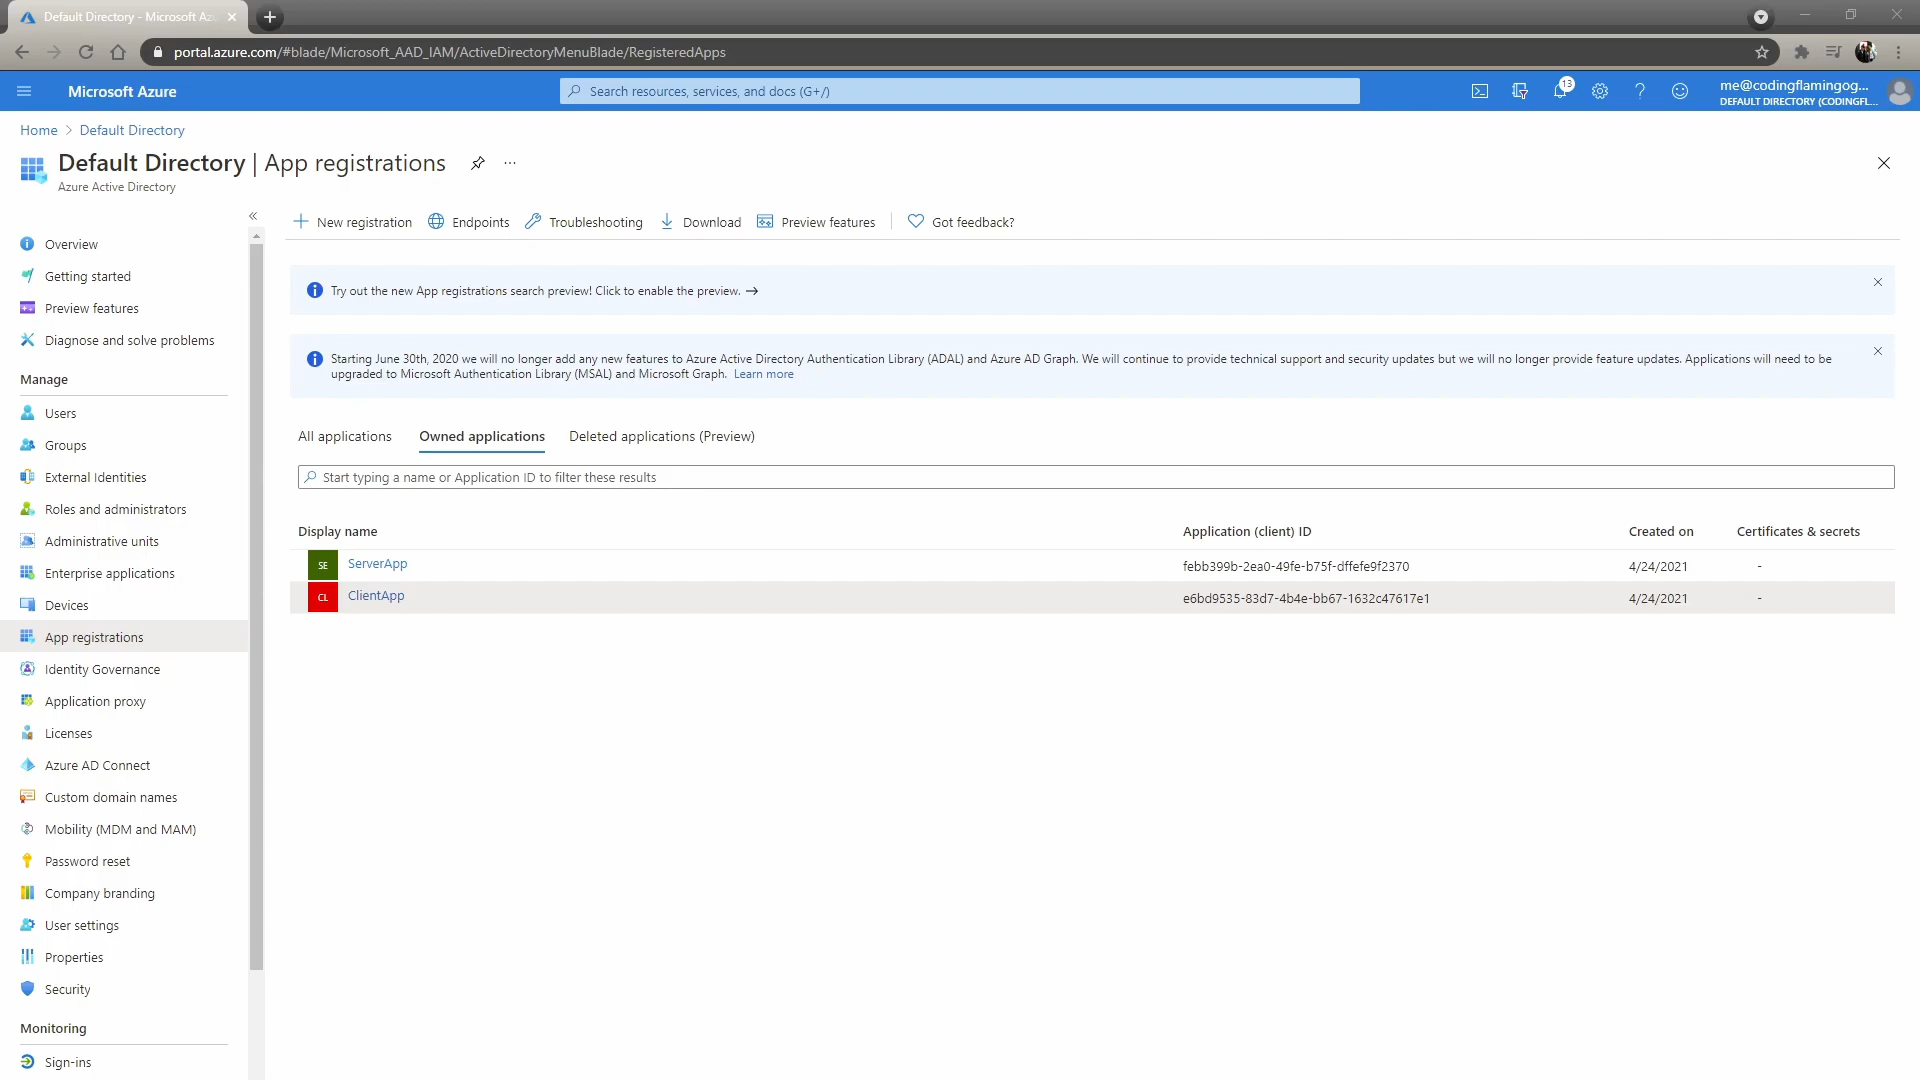 Default Directory - Microsoft Az
portal.azure.com/#blade/Microsoft_AAD_IAM/ActiveDirectoryMenuBlade/RegisteredApps
Microsoft Azure
Search resources, services, and docs (G+/)
13
me@codingflamingog...
DEFAULT DIRECTORY (CODINGFL...
Home > Default Directory
Default Directory | App registrations
Azure Active Directory
New registration
Endpoints
Troubleshooting
Download
Preview features
Got feedback?
Overview
Getting started
Preview features
Diagnose and solve problems
Manage
Users
Groups
External Identities
Roles and administrators
Administrative units
Enterprise applications
Devices
App registrations
Identity Governance
Application proxy
Licenses
Azure AD Connect
Custom domain names
Mobility (MDM and MAM)
Password reset
Company branding
User settings
Properties
Security
Monitoring
Sign-ins
Try out the new App registrations search preview! Click to enable the preview. →
Starting June 30th, 2020 we will no longer add any new features to Azure Active Directory Authentication Library (ADAL) and Azure AD Graph. We will continue to provide technical support and security updates but we will no longer provide feature updates. Applications will need to be
upgraded to Microsoft Authentication Library (MSAL) and Microsoft Graph. Learn more
All applications
Owned applications
Deleted applications (Preview)
Start typing a name or Application ID to filter these results
Display name Application (client) ID Created on Certificates & secrets
SE ServerApp febb399b-2ea0-49fe-b75f-dffefe9f2370 4/24/2021 -
CL ClientApp e6bd9535-83d7-4b4e-bb67-1632c47617e1 4/24/2021 -